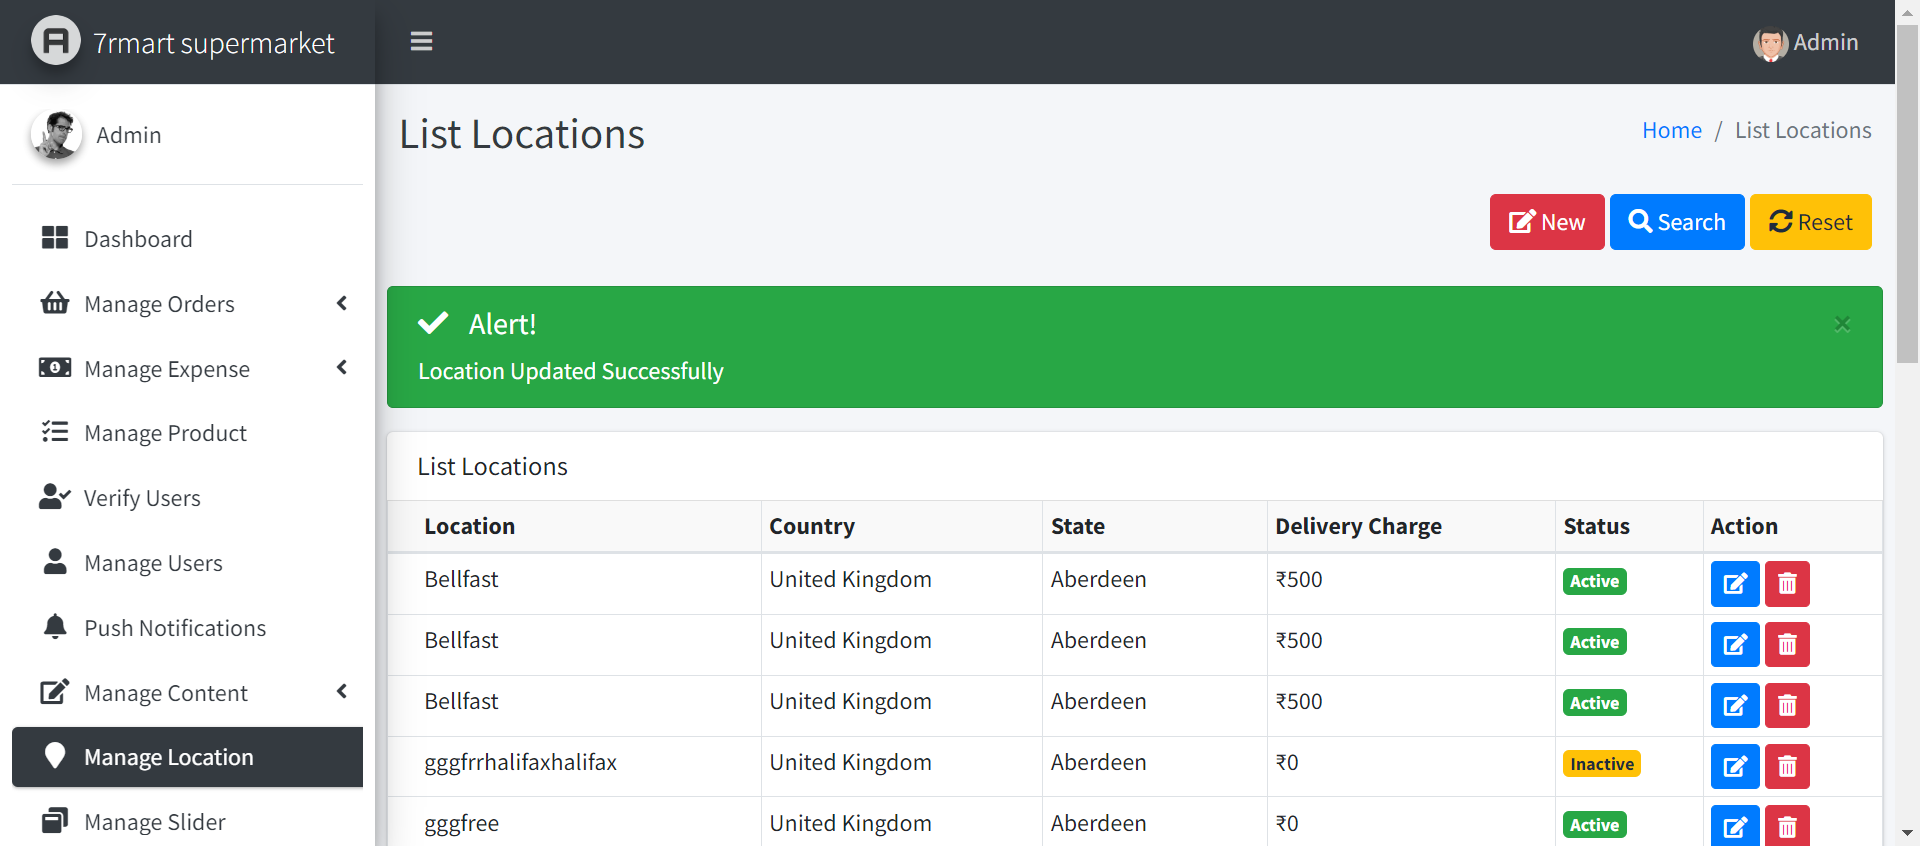 7rmart supermarket
Admin
Admin
Dashboard
Manage Orders
Manage Expense
Manage Product
Verify Users
Manage Users
Push Notifications
Manage Content
Manage Location
Manage Slider
List Locations
Home / List Locations
New Search Reset
Alert!
×
Location Updated Successfully
List Locations
Location Country State Delivery Charge Status Action
Bellfast United Kingdom Aberdeen ₹500 Active
Bellfast United Kingdom Aberdeen ₹500 Active
Bellfast United Kingdom Aberdeen ₹500 Active
gggfrrhalifaxhalifax United Kingdom Aberdeen ₹0 Inactive
gggfree United Kingdom Aberdeen ₹0 Active